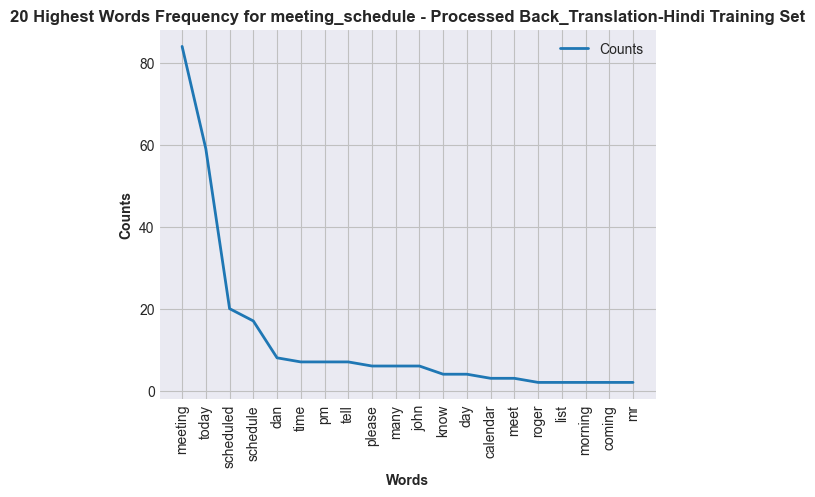 20 Highest Words Frequency for meeting_schedule - Processed Back_Translation-Hindi Training Set
Counts
80
60
40
20
0
Counts
meeting
today
scheduled
schedule
dan
time
pm
tell
please
many
john
know
day
calendar
meet
roger
list
morning
coming
mr
Words